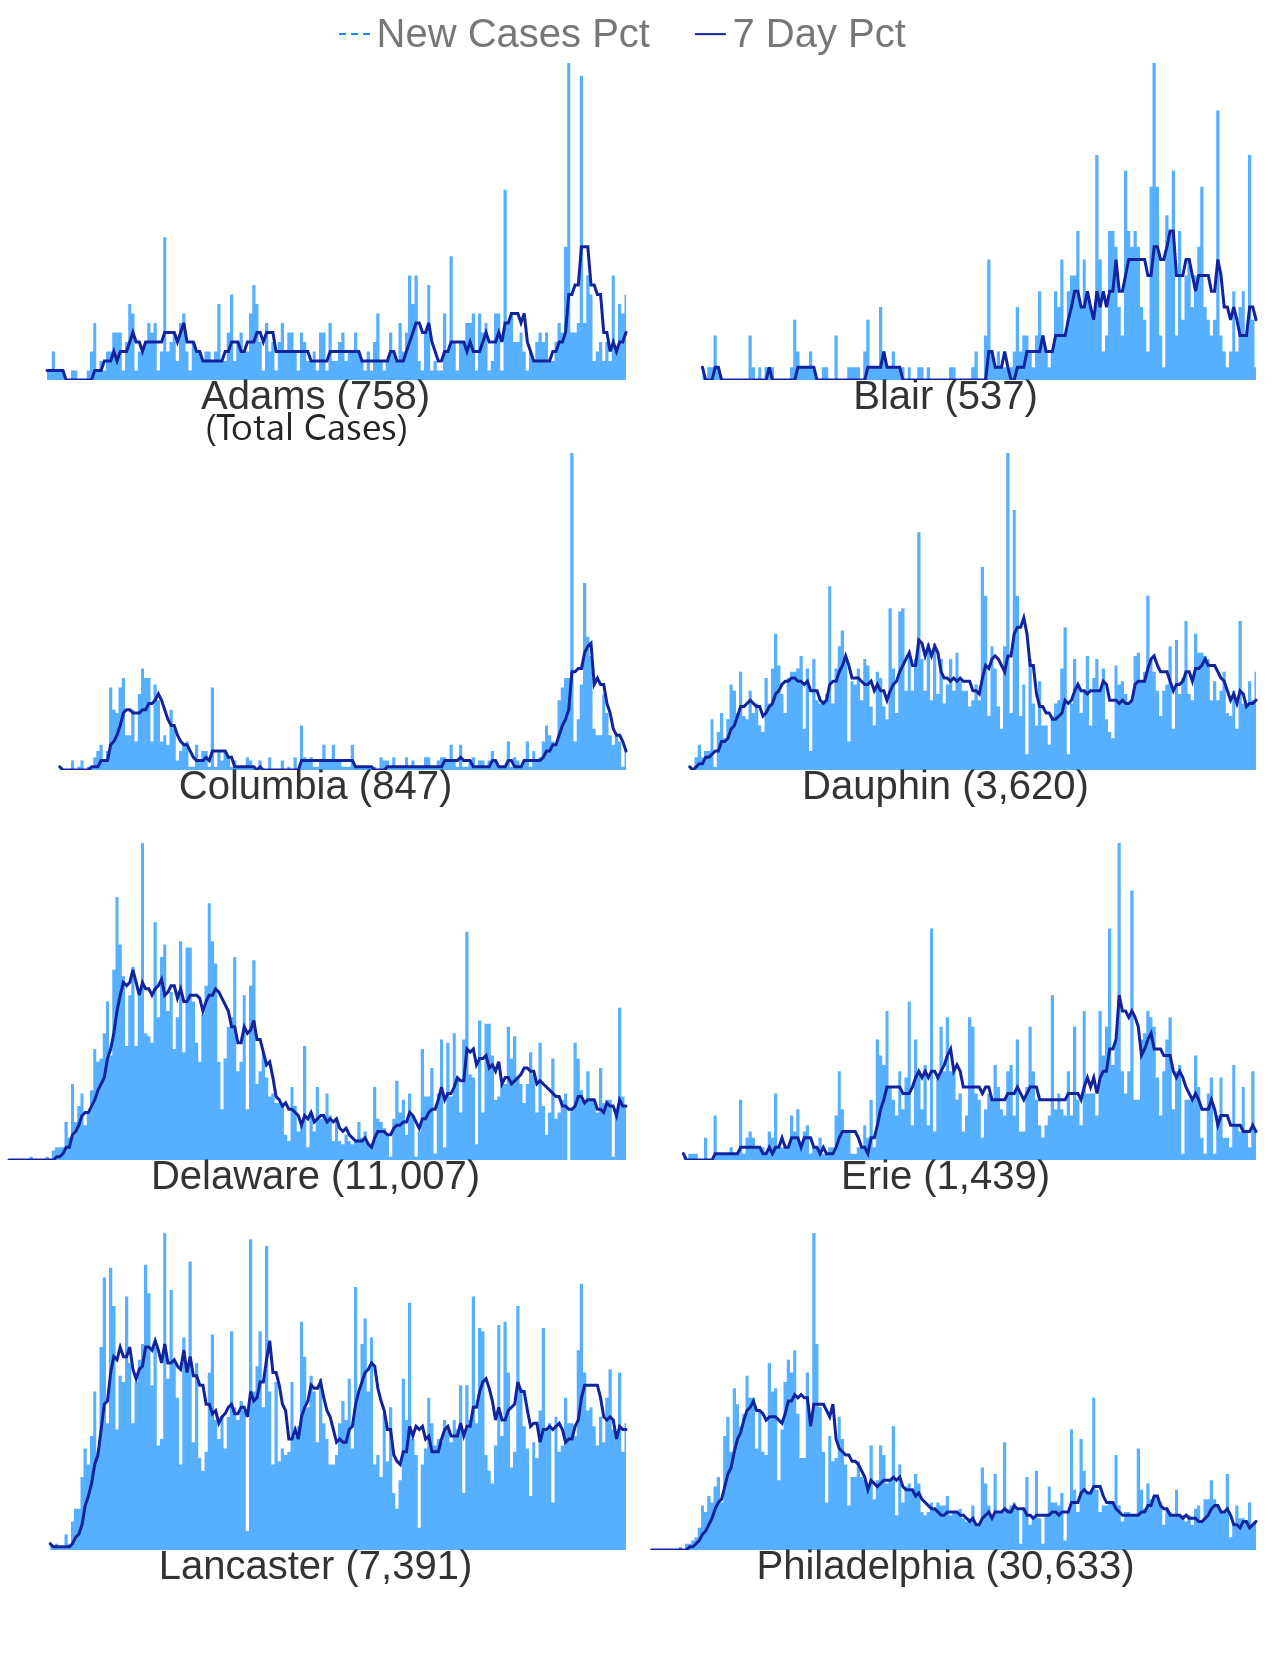 New Cases Pct 7 Day Pct
Adams (758) Blair (537)
(Total Cases)
Columbia (847) Dauphin (3,620)
Delaware (11,007) Erie (1,439)
Lancaster (7,391) Philadelphia (30,633)